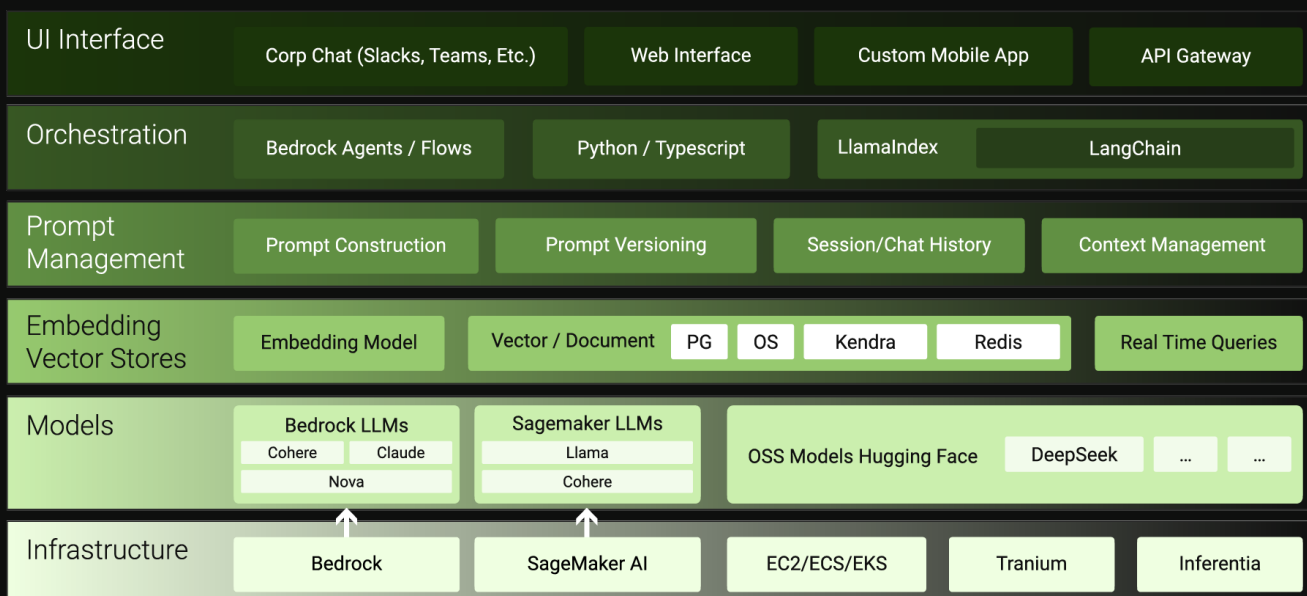 UI Interface
Corp Chat (Slacks, Teams, Etc.)
Web Interface
Custom Mobile App
API Gateway
Orchestration
Bedrock Agents / Flows
Python / Typescript
LlamaIndex
LangChain
Prompt
Management
Prompt Construction
Prompt Versioning
Session/Chat History
Context Management
Embedding
Vector Stores
Embedding Model
Vector / Document
PG
OS
Kendra
Redis
Real Time Queries
Models
Bedrock LLMs
Cohere
Claude
Nova
Sagemaker LLMs
Llama
Cohere
OSS Models Hugging Face
DeepSeek
...
...
Infrastructure
Bedrock
SageMaker AI
EC2/ECS/EKS
Tranium
Inferentia